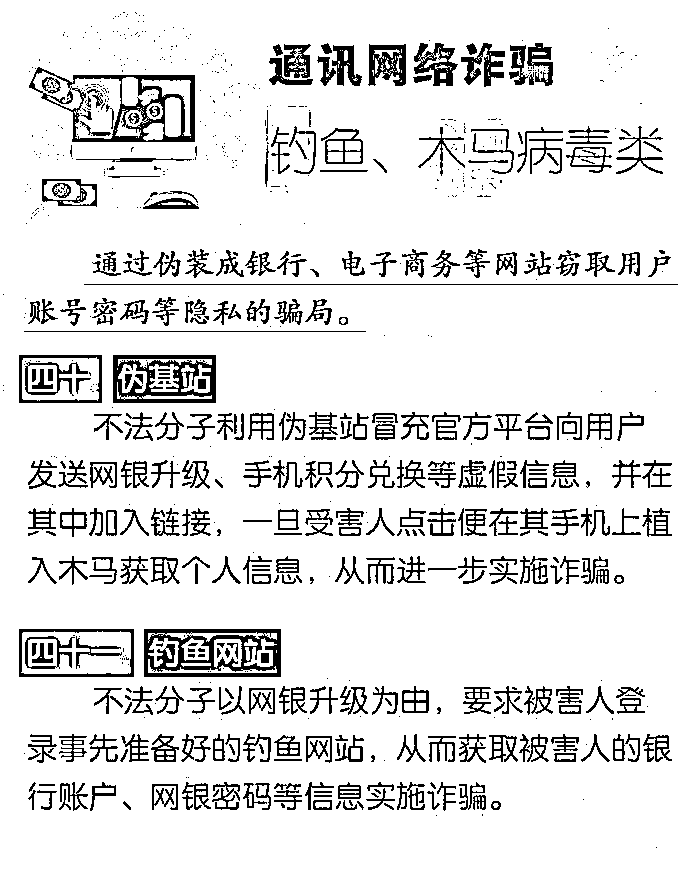 通讯网络诈骗
钓鱼、木马病毒类
通过伪装成银行、电子商务等网站窃取用户
账号密码等隐私的骗局。
四十 伪基站
不法分子利用伪基站冒充官方平台向用户
发送网银升级、手机积分兑换等虚假信息，并在
其中加入链接，一旦受害人点击便在其手机上植
入木马获取个人信息，从而进一步实施诈骗。
四十一 钓鱼网站
不法分子以网银升级为由，要求被害人登
录事先准备好的钓鱼网站，从而获取被害人的银
行账户、网银密码等信息实施诈骗。